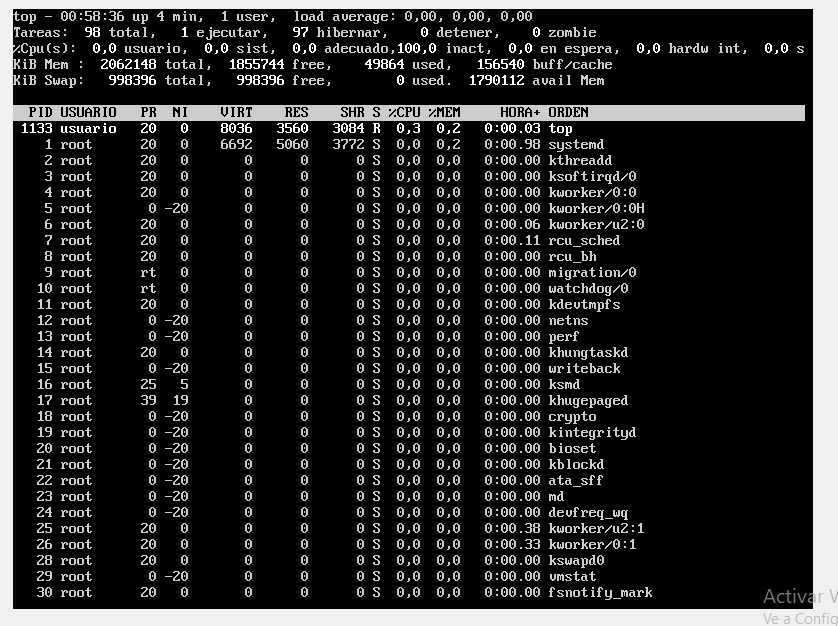 top - 00:58:36 up 4 min,  1 user,  load average: 0,00, 0,00, 0,00
Tareas:  98 total,   1 ejecutar,   97 hibernar,    0 detener,    0 zombie
%Cpu(s):  0,0 usuario,  0,0 sist,  0,0 adecuado,100,0 inact,  0,0 en espera,  0,0 hardw int,  0,0 s
KiB Mem :  2062148 total,  1855744 free,    49864 used,   156540 buff/cache
KiB Swap:   998396 total,   998396 free,        0 used.  1790112 avail Mem
PID USUARIO   PR  NI    VIRT    RES    SHR S %CPU %MEM     HORA+ ORDEN
1133 usuario   20   0    8036   3560   3084 R  0,3  0,2   0:00.03 top
1 root      20   0    6692   5060   3772 S  0,0  0,2   0:00.98 systemd
2 root      20   0       0      0      0 S  0,0  0,0   0:00.00 kthreadd
3 root      20   0       0      0      0 S  0,0  0,0   0:00.00 ksoftirqd/0
4 root      20   0       0      0      0 S  0,0  0,0   0:00.00 kworker/0:0
5 root       0 -20       0      0      0 S  0,0  0,0   0:00.00 kworker/0:0H
6 root      20   0       0      0      0 S  0,0  0,0   0:00.06 kworker/u2:0
7 root      20   0       0      0      0 S  0,0  0,0   0:00.11 rcu_sched
8 root      20   0       0      0      0 S  0,0  0,0   0:00.00 rcu_bh
9 root      rt   0       0      0      0 S  0,0  0,0   0:00.00 migration/0
10 root      rt   0       0      0      0 S  0,0  0,0   0:00.00 watchdog/0
11 root      20   0       0      0      0 S  0,0  0,0   0:00.00 kdevtmpfs
12 root       0 -20       0      0      0 S  0,0  0,0   0:00.00 netns
13 root       0 -20       0      0      0 S  0,0  0,0   0:00.00 perf
14 root      20   0       0      0      0 S  0,0  0,0   0:00.00 khungtaskd
15 root       0 -20       0      0      0 S  0,0  0,0   0:00.00 writeback
16 root      25   5       0      0      0 S  0,0  0,0   0:00.00 ksmd
17 root      39  19       0      0      0 S  0,0  0,0   0:00.00 khugepaged
18 root       0 -20       0      0      0 S  0,0  0,0   0:00.00 crypto
19 root       0 -20       0      0      0 S  0,0  0,0   0:00.00 kintegrityd
20 root       0 -20       0      0      0 S  0,0  0,0   0:00.00 bioset
21 root       0 -20       0      0      0 S  0,0  0,0   0:00.00 kblockd
22 root       0 -20       0      0      0 S  0,0  0,0   0:00.00 ata_sff
23 root       0 -20       0      0      0 S  0,0  0,0   0:00.00 md
24 root       0 -20       0      0      0 S  0,0  0,0   0:00.00 devfreq_wq
25 root      20   0       0      0      0 S  0,0  0,0   0:00.38 kworker/u2:1
26 root      20   0       0      0      0 S  0,0  0,0   0:00.33 kworker/0:1
28 root      20   0       0      0      0 S  0,0  0,0   0:00.00 kswapd0
29 root       0 -20       0      0      0 S  0,0  0,0   0:00.00 vmstat
30 root      20   0       0      0      0 S  0,0  0,0   0:00.00 fsnotify_mark
Activar W
Ve a Config